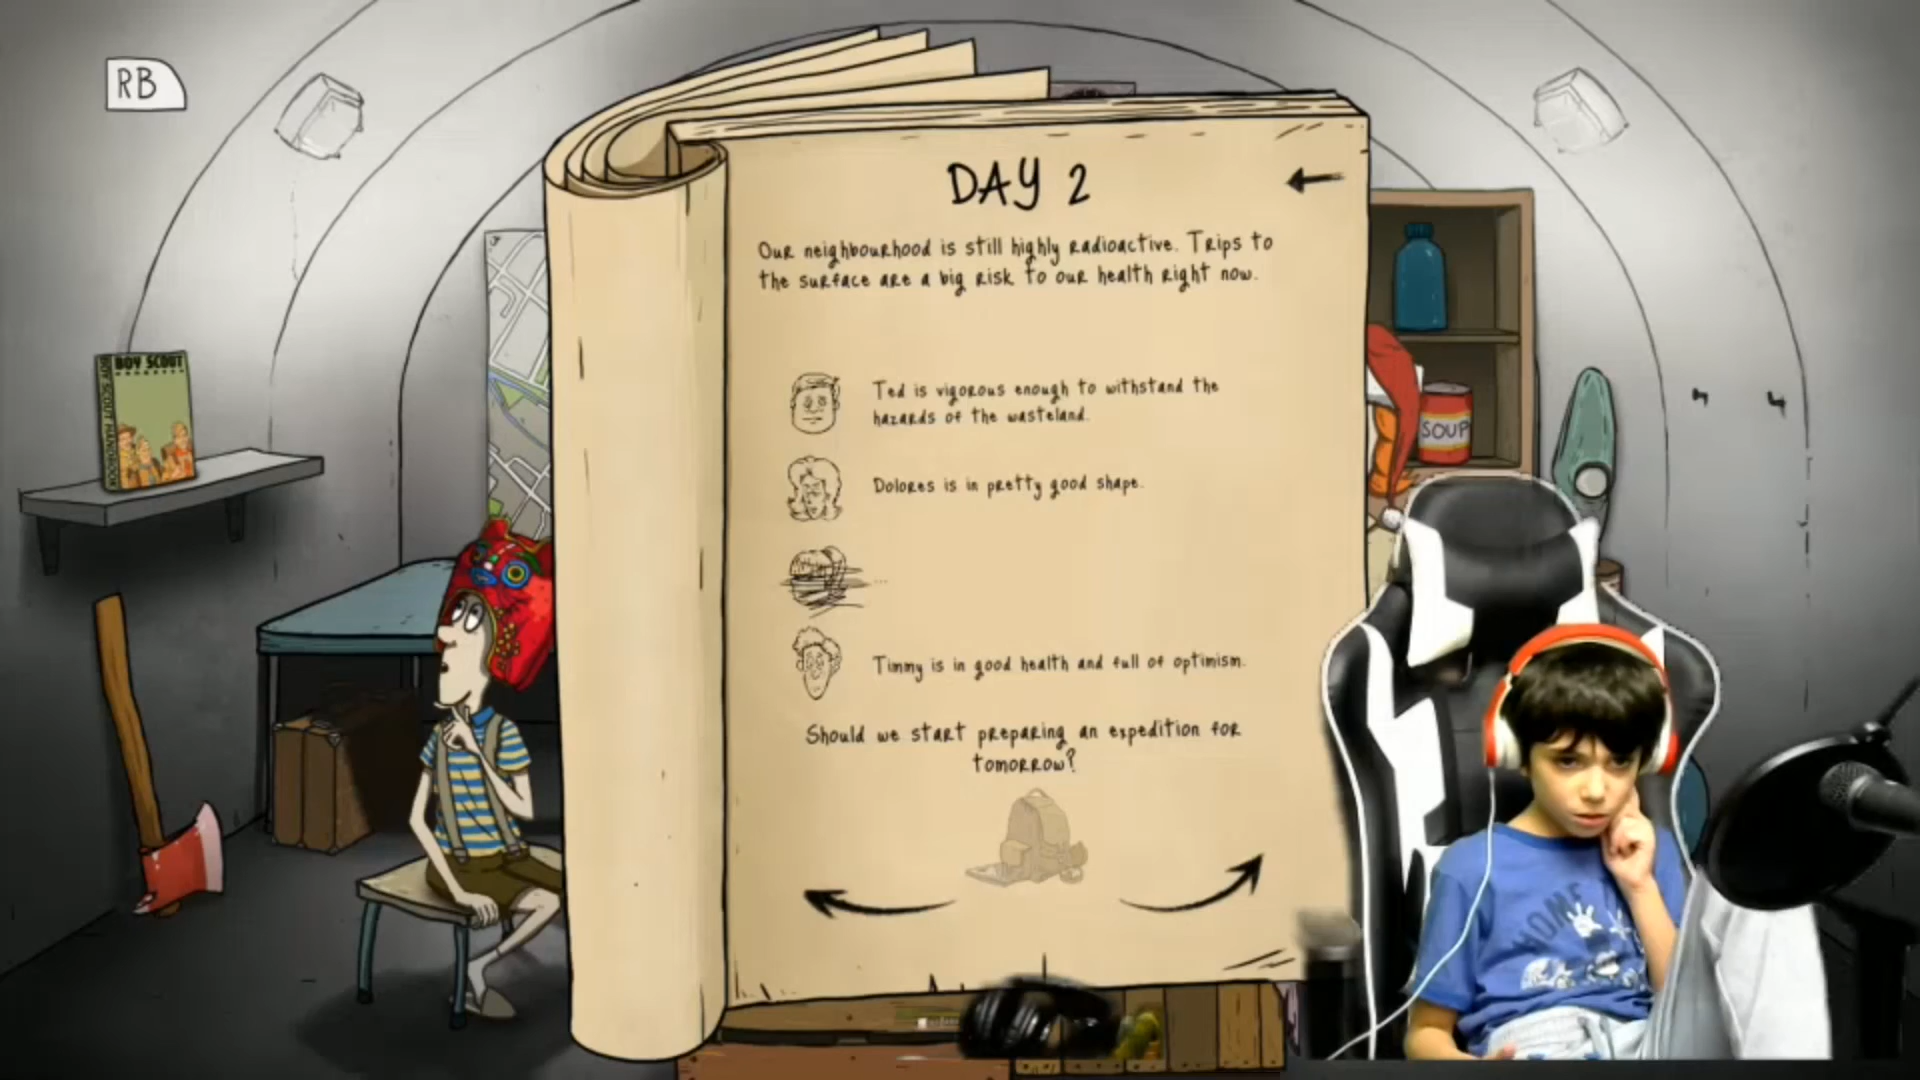 RB
DAY 2
Our neighbourhood is still highly radioactive. Trips to
the surface are a big risk to our health right now.
Ted is vigorous enough to withstand the
hazards of the wasteland.
Dolores is in pretty good shape.
...
Timmy is in good health and full of optimism.
Should we start preparing an expedition for
tomorrow?
BOY SCOUT
BOY SCOUT HANDBOOK
SOUP